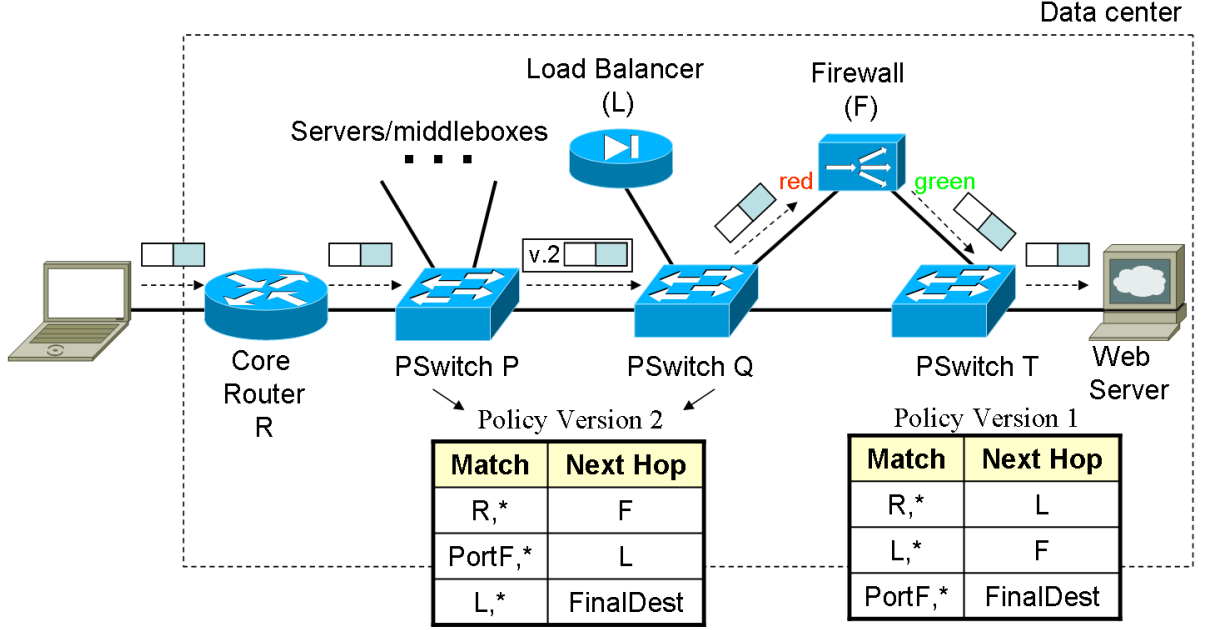 Data center
Load Balancer
(L)
Firewall
(F)
Servers/middleboxes
red
green
v.2
Core
Router
R
PSwitch P
PSwitch Q
PSwitch T
Web
Server
Policy Version 2
Match Next Hop
R,* F
PortF,* L
L,* FinalDest
Policy Version 1
Match Next Hop
R,* L
L,* F
PortF,* FinalDest